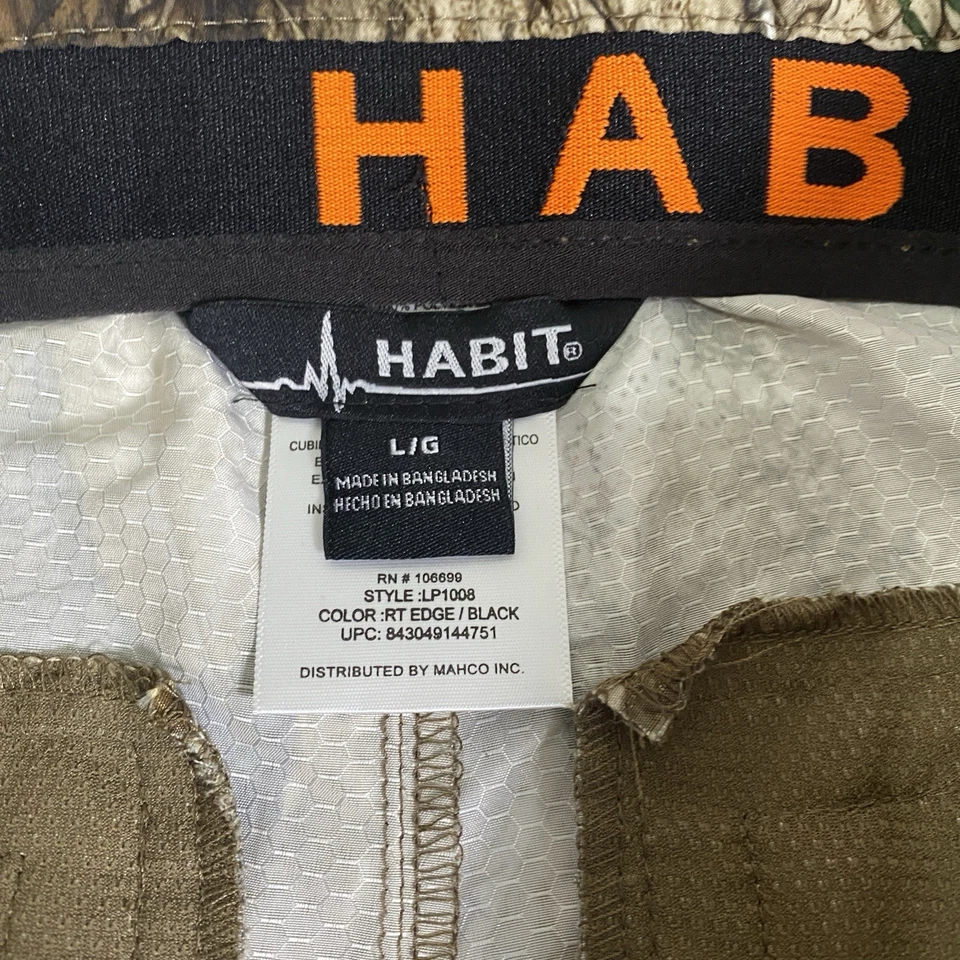 HAB
HABIT®
L/G
MADE IN BANGLADESH
HECHO EN BANGLADESH
RN # 106699
STYLE :LP1008
COLOR :RT EDGE / BLACK
UPC: 843049144751
DISTRIBUTED BY MAHCO INC.